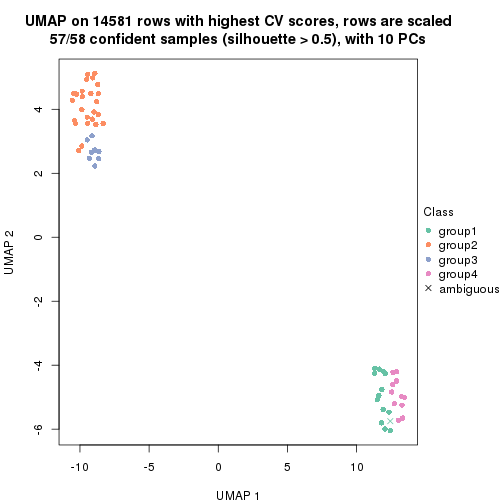 UMAP on 14581 rows with highest CV scores, rows are scaled
57/58 confident samples (silhouette > 0.5), with 10 PCs
4
2
0
-2
-4
-6
UMAP 2
-10
-5
0
5
10
UMAP 1
Class
group1
group2
group3
group4
ambiguous